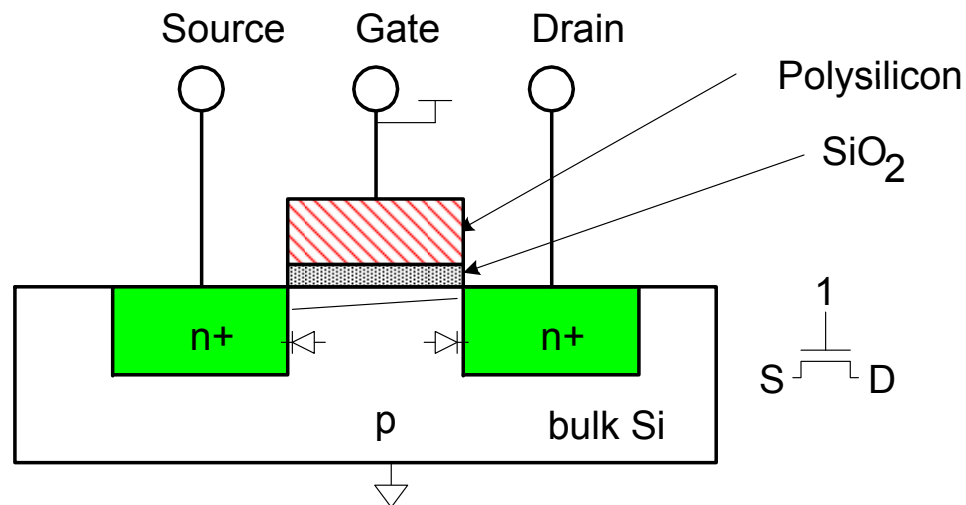 Source Gate Drain
Polysilicon
SiO2
1
n+ n+
S D
p bulk Si